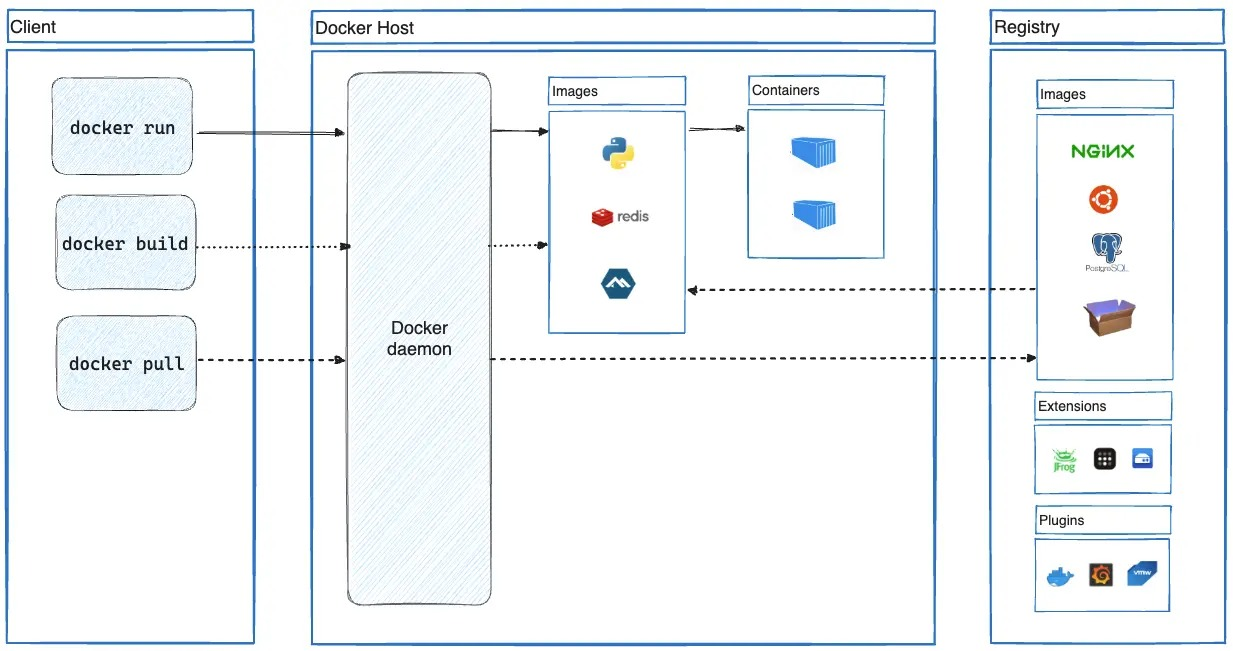 Client
docker run
docker build
docker pull
Docker Host
Docker
daemon
Images
redis
Containers
Registry
Images
NGINX
PostgreSQL
Extensions
JFrog
Plugins
vmw